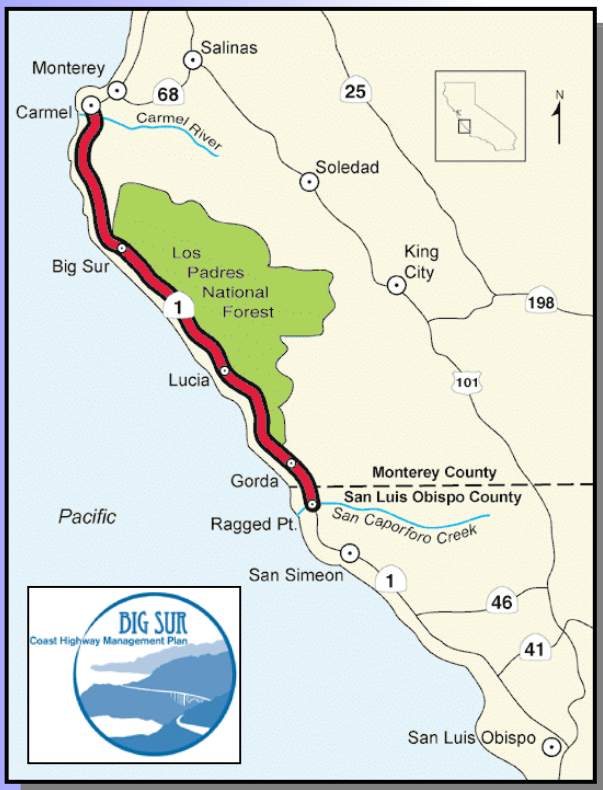 Salinas
Monterey
68
25
N
Carmel
Carmel River
Soledad
Big Sur
Los
Padres
National
Forest
King
City
1
198
Lucia
101
Gorda
Monterey County
San Luis Obispo County
Ragged Pt.
San Caporforo Creek
Pacific
San Simeon
1
46
41
BIG SUR
Coast Highway Management Plan
San Luis Obispo